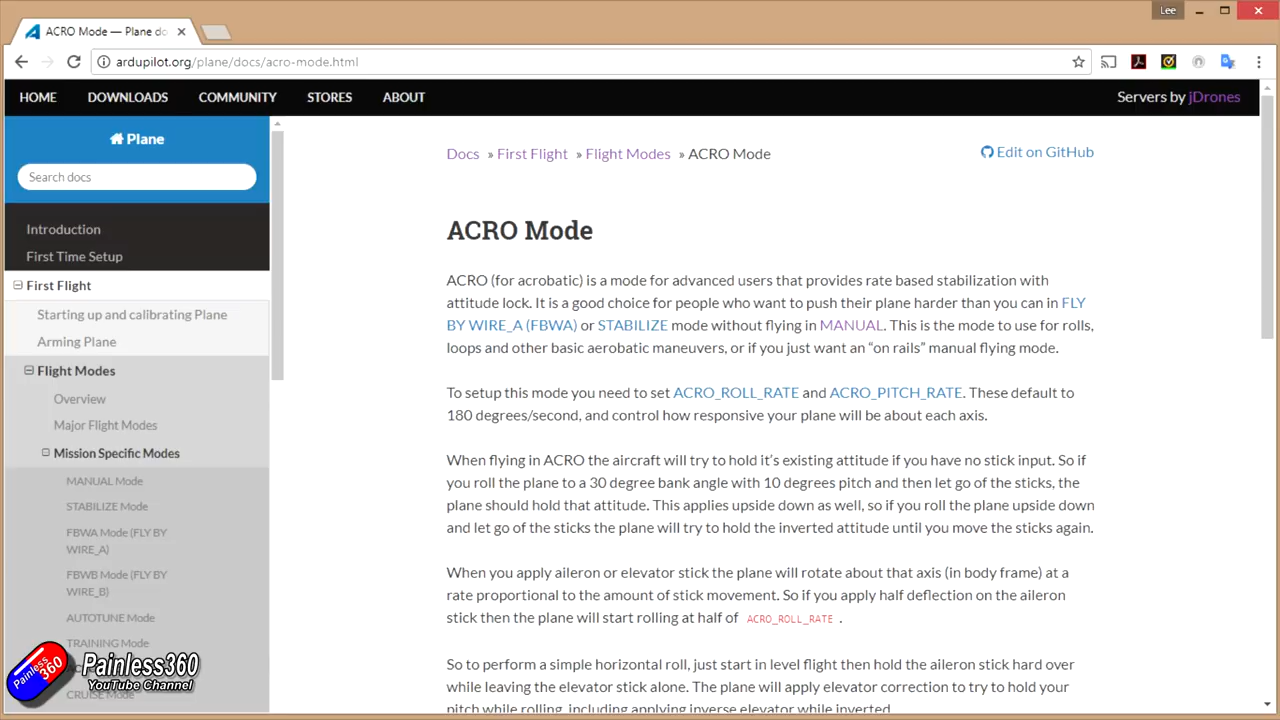 Lee
ACRO Mode — Plane do
ardupilot.org/plane/docs/acro-mode.html
HOME DOWNLOADS COMMUNITY STORES ABOUT Servers by jDrones
Plane
Search docs
Introduction
First Time Setup
First Flight
Starting up and calibrating Plane
Arming Plane
Flight Modes
Overview
Major Flight Modes
Mission Specific Modes
MANUAL Mode
STABILIZE Mode
FBWA Mode (FLY BY
WIRE_A)
FBWB Mode (FLY BY
WIRE_B)
AUTOTUNE Mode
TRAINING Mode
CRUISE Mode
Painless360
Painless360
YouTube Channel
Docs » First Flight » Flight Modes » ACRO Mode Edit on GitHub
ACRO Mode
ACRO (for acrobatic) is a mode for advanced users that provides rate based stabilization with
attitude lock. It is a good choice for people who want to push their plane harder than you can in FLY
BY WIRE_A (FBWA) or STABILIZE mode without flying in MANUAL. This is the mode to use for rolls,
loops and other basic aerobatic maneuvers, or if you just want an “on rails” manual flying mode.
To setup this mode you need to set ACRO_ROLL_RATE and ACRO_PITCH_RATE. These default to
180 degrees/second, and control how responsive your plane will be about each axis.
When flying in ACRO the aircraft will try to hold it’s existing attitude if you have no stick input. So if
you roll the plane to a 30 degree bank angle with 10 degrees pitch and then let go of the sticks, the
plane should hold that attitude. This applies upside down as well, so if you roll the plane upside down
and let go of the sticks the plane will try to hold the inverted attitude until you move the sticks again.
When you apply aileron or elevator stick the plane will rotate about that axis (in body frame) at a
rate proportional to the amount of stick movement. So if you apply half deflection on the aileron
stick then the plane will start rolling at half of ACRO_ROLL_RATE .
So to perform a simple horizontal roll, just start in level flight then hold the aileron stick hard over
while leaving the elevator stick alone. The plane will apply elevator correction to try to hold your
pitch while rolling, including applying inverse elevator while inverted.